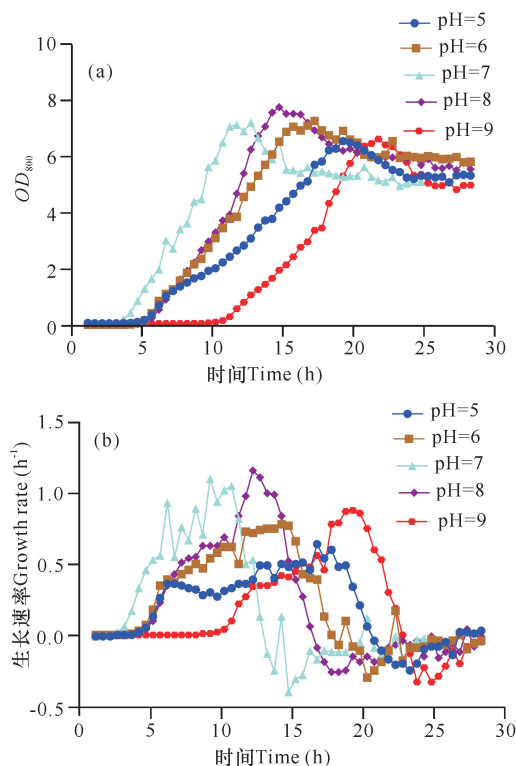 (a)
pH=5
pH=6
pH=7
pH=8
pH=9
OD800
10
8
6
4
2
0
0 5 10 15 20 25 30
时间Time (h)
(b)
pH=5
pH=6
pH=7
pH=8
pH=9
生长速率Growth rate (h-1)
1.5
1.0
0.5
0.0
-0.5
0 5 10 15 20 25 30
时间Time (h)